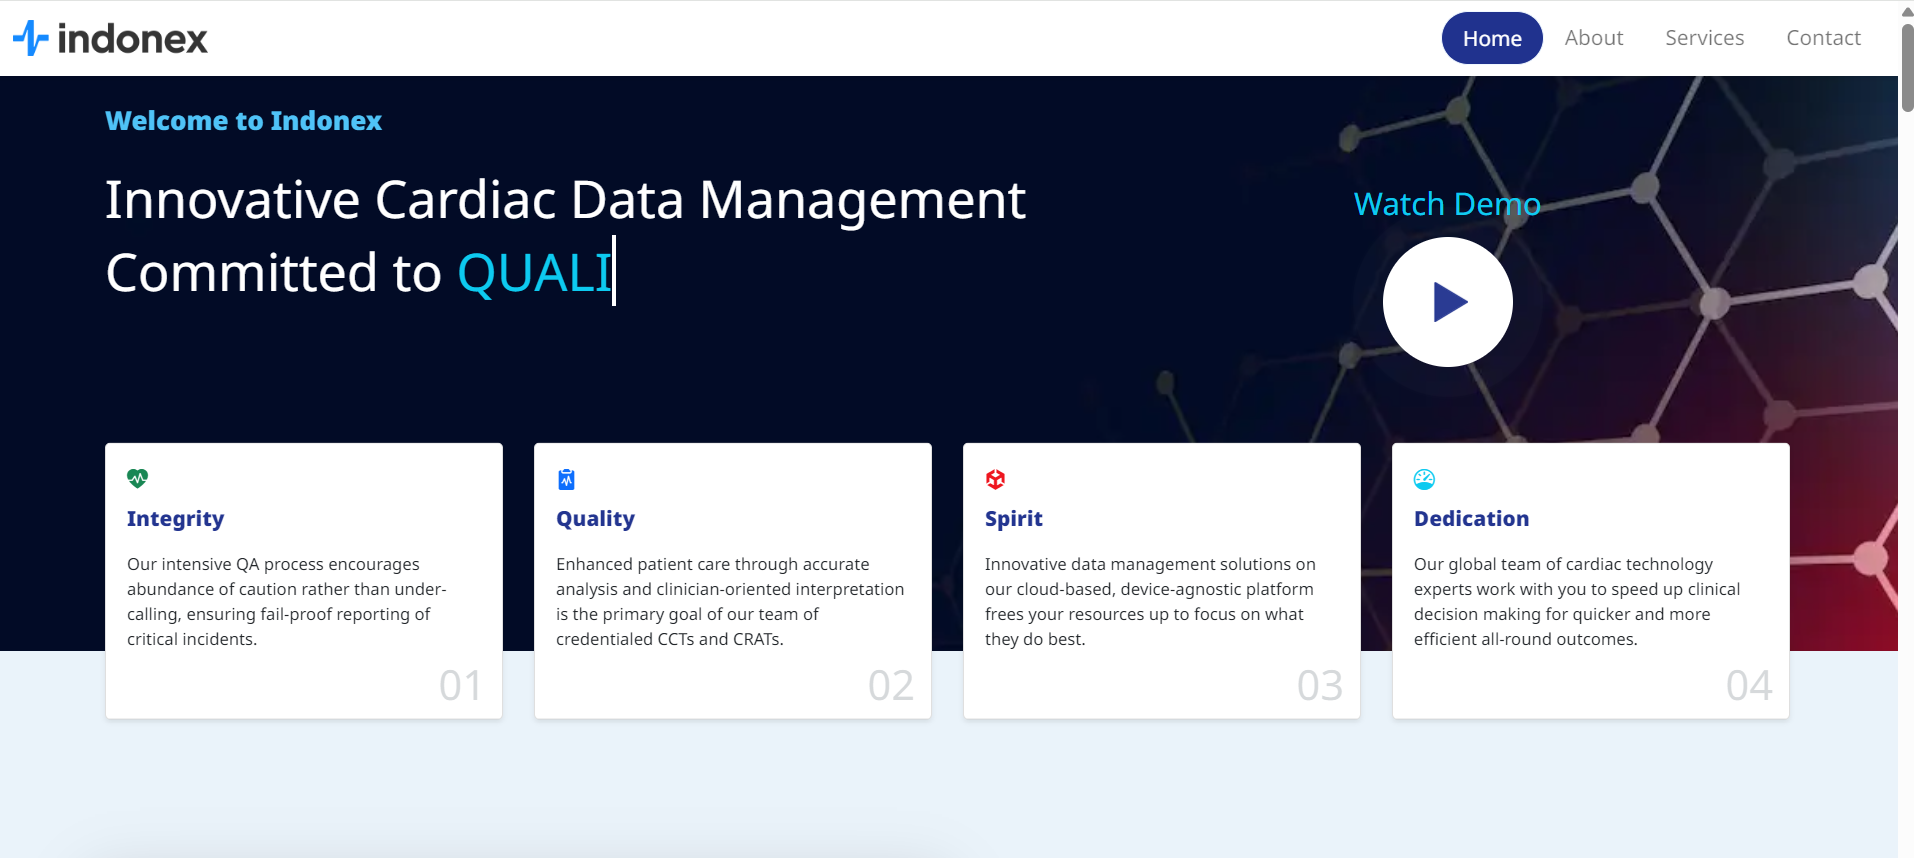 indonex
Home About Services Contact
Welcome to Indonex
Innovative Cardiac Data Management
Committed to QUALI
Watch Demo
Integrity
Our intensive QA process encourages
abundance of caution rather than under-
calling, ensuring fail-proof reporting of
critical incidents.
01
Quality
Enhanced patient care through accurate
analysis and clinician-oriented interpretation
is the primary goal of our team of
credentialed CCTs and CRATs.
02
Spirit
Innovative data management solutions on
our cloud-based, device-agnostic platform
frees your resources up to focus on what
they do best.
03
Dedication
Our global team of cardiac technology
experts work with you to speed up clinical
decision making for quicker and more
efficient all-round outcomes.
04